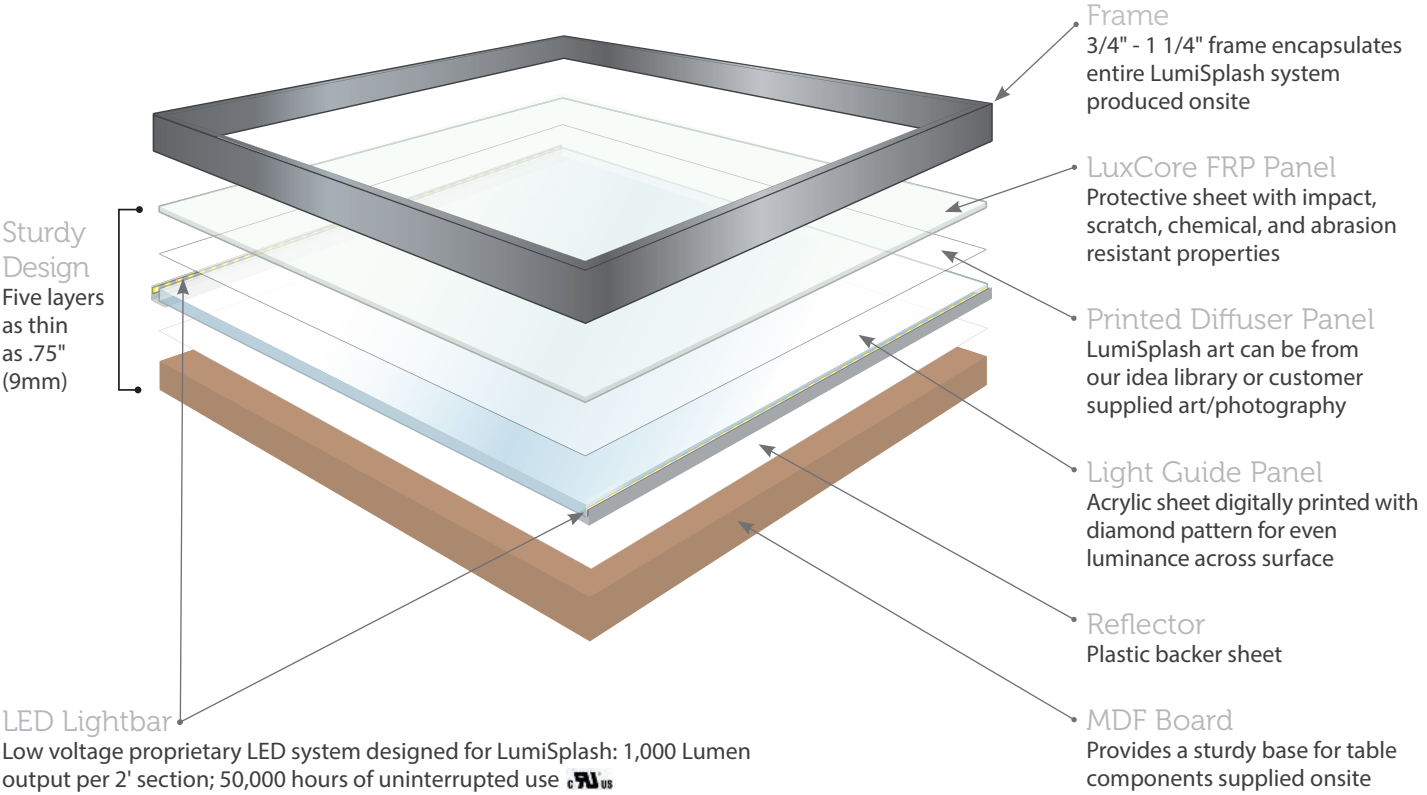 Frame
3/4" - 1 1/4" frame encapsulates
entire LumiSplash system
produced onsite
LuxCore FRP Panel
Protective sheet with impact,
scratch, chemical, and abrasion
resistant properties
Sturdy
Design
Five layers
as thin
as .75"
(9mm)
Printed Diffuser Panel
LumiSplash art can be from
our idea library or customer
supplied art/photography
Light Guide Panel
Acrylic sheet digitally printed with
diamond pattern for even
luminance across surface
Reflector
Plastic backer sheet
MDF Board
Provides a sturdy base for table
components supplied onsite
LED Lightbar
Low voltage proprietary LED system designed for LumiSplash: 1,000 Lumen
output per 2' section; 50,000 hours of uninterrupted use c RU US